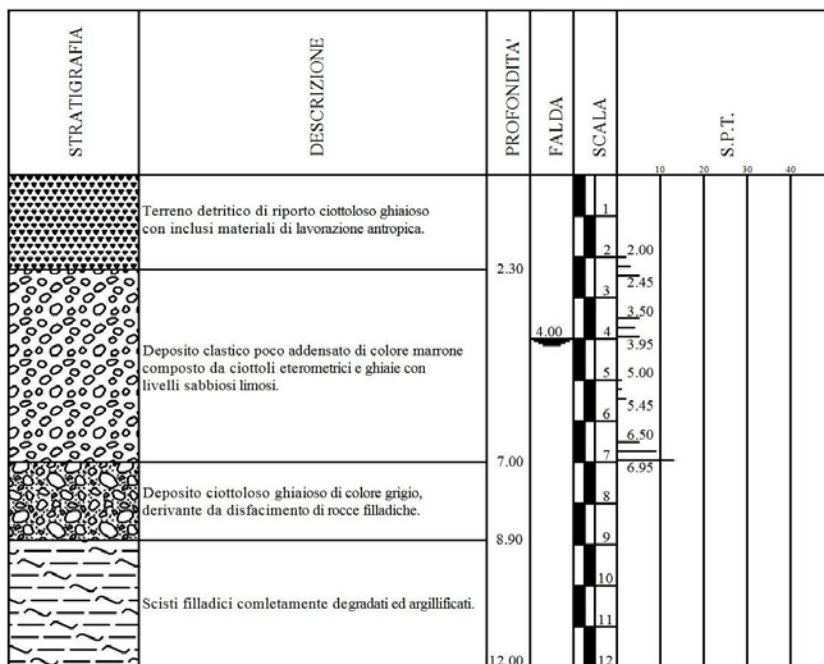 STRATIGRAFIA
DESCRIZIONE
PROFONDITA'
FALDA
SCALA
S.P.T.
10 20 30 40
Terreno detritico di riporto ciottoloso ghiaioso
con inclusi materiali di lavorazione antropica.
2.30
Deposito clastico poco addensato di colore marrone
composto da ciottoli eterometrici e ghiaie con
livelli sabbiosi limosi.
7.00
Deposito ciottoloso ghiaioso di colore grigio,
derivante da disfacimento di rocce filladiche.
8.90
Scisti filladici comletamente degradati ed argillificati.
12.00
4.00
1
2
3
4
5
6
7
8
9
10
11
12
2.00
2.45
3.50
3.95
5.00
5.45
6.50
6.95